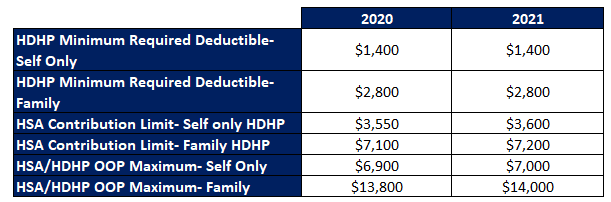 2020 2021
HDHP Minimum Required Deductible-
Self Only $1,400 $1,400
HDHP Minimum Required Deductible-
Family $2,800 $2,800
HSA Contribution Limit- Self only HDHP $3,550 $3,600
HSA Contribution Limit- Family HDHP $7,100 $7,200
HSA/HDHP OOP Maximum- Self Only $6,900 $7,000
HSA/HDHP OOP Maximum- Family $13,800 $14,000